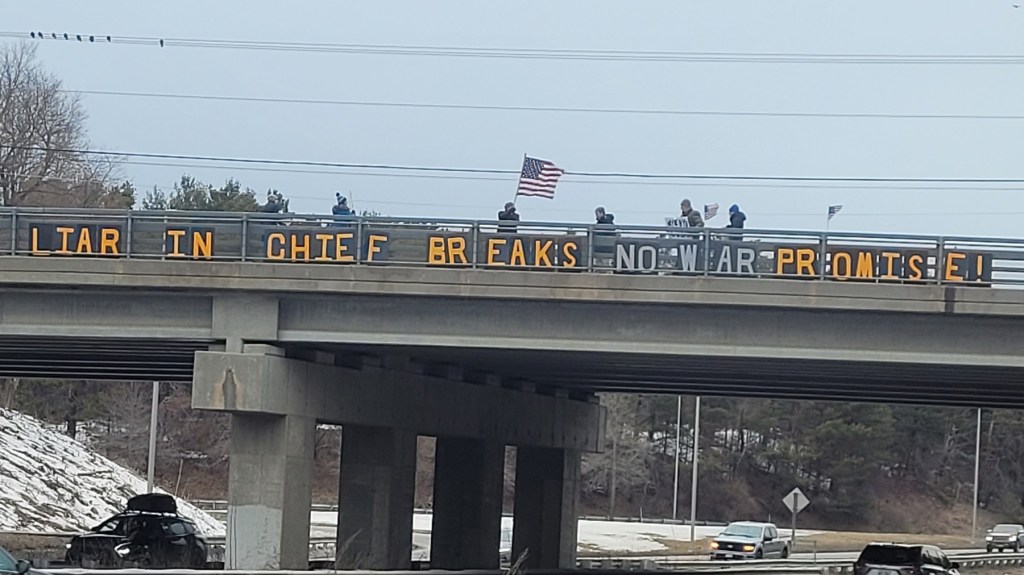 LIAR IN CHIEF BREAKS NO WAR PROMISE!